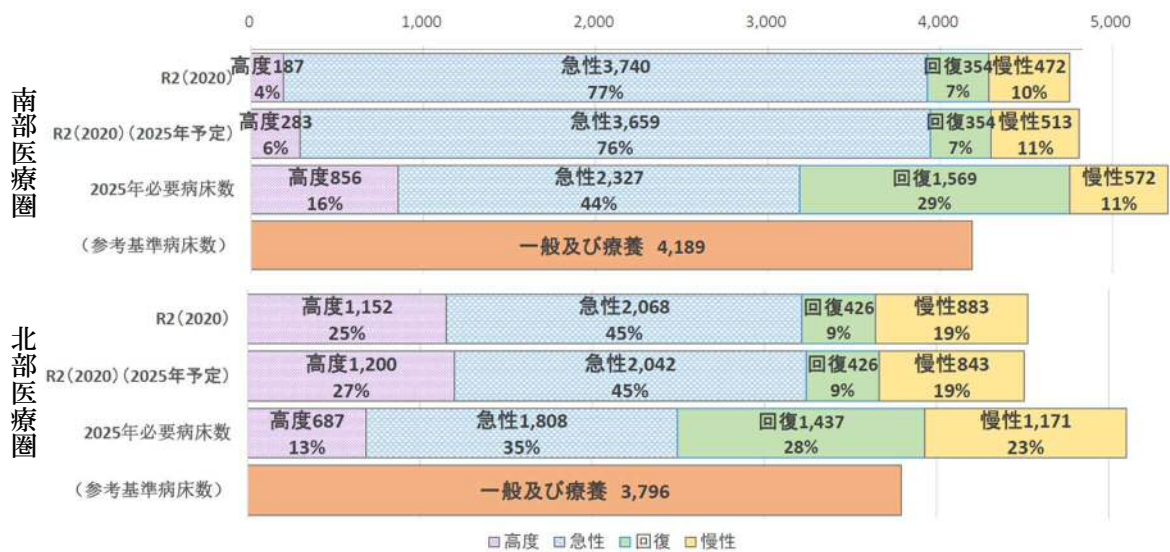 0 1,000 2,000 3,000 4,000 5,000
南部医療圏
R2(2020)
高度187 急性3,740 回復354 慢性472
4% 77% 7% 10%
R2(2020)(2025年予定)
高度283 急性3,659 回復354 慢性513
6% 76% 7% 11%
2025年必要病床数
高度856 急性2,327 回復1,569 慢性572
16% 44% 29% 11%
(参考基準病床数)
一般及び療養 4,189
北部医療圏
R2(2020)
高度1,152 急性2,068 回復426 慢性883
25% 45% 9% 19%
R2(2020)(2025年予定)
高度1,200 急性2,042 回復426 慢性843
27% 45% 9% 19%
2025年必要病床数
高度687 急性1,808 回復1,437 慢性1,171
13% 35% 28% 23%
(参考基準病床数)
一般及び療養 3,796
高度 急性 回復 慢性